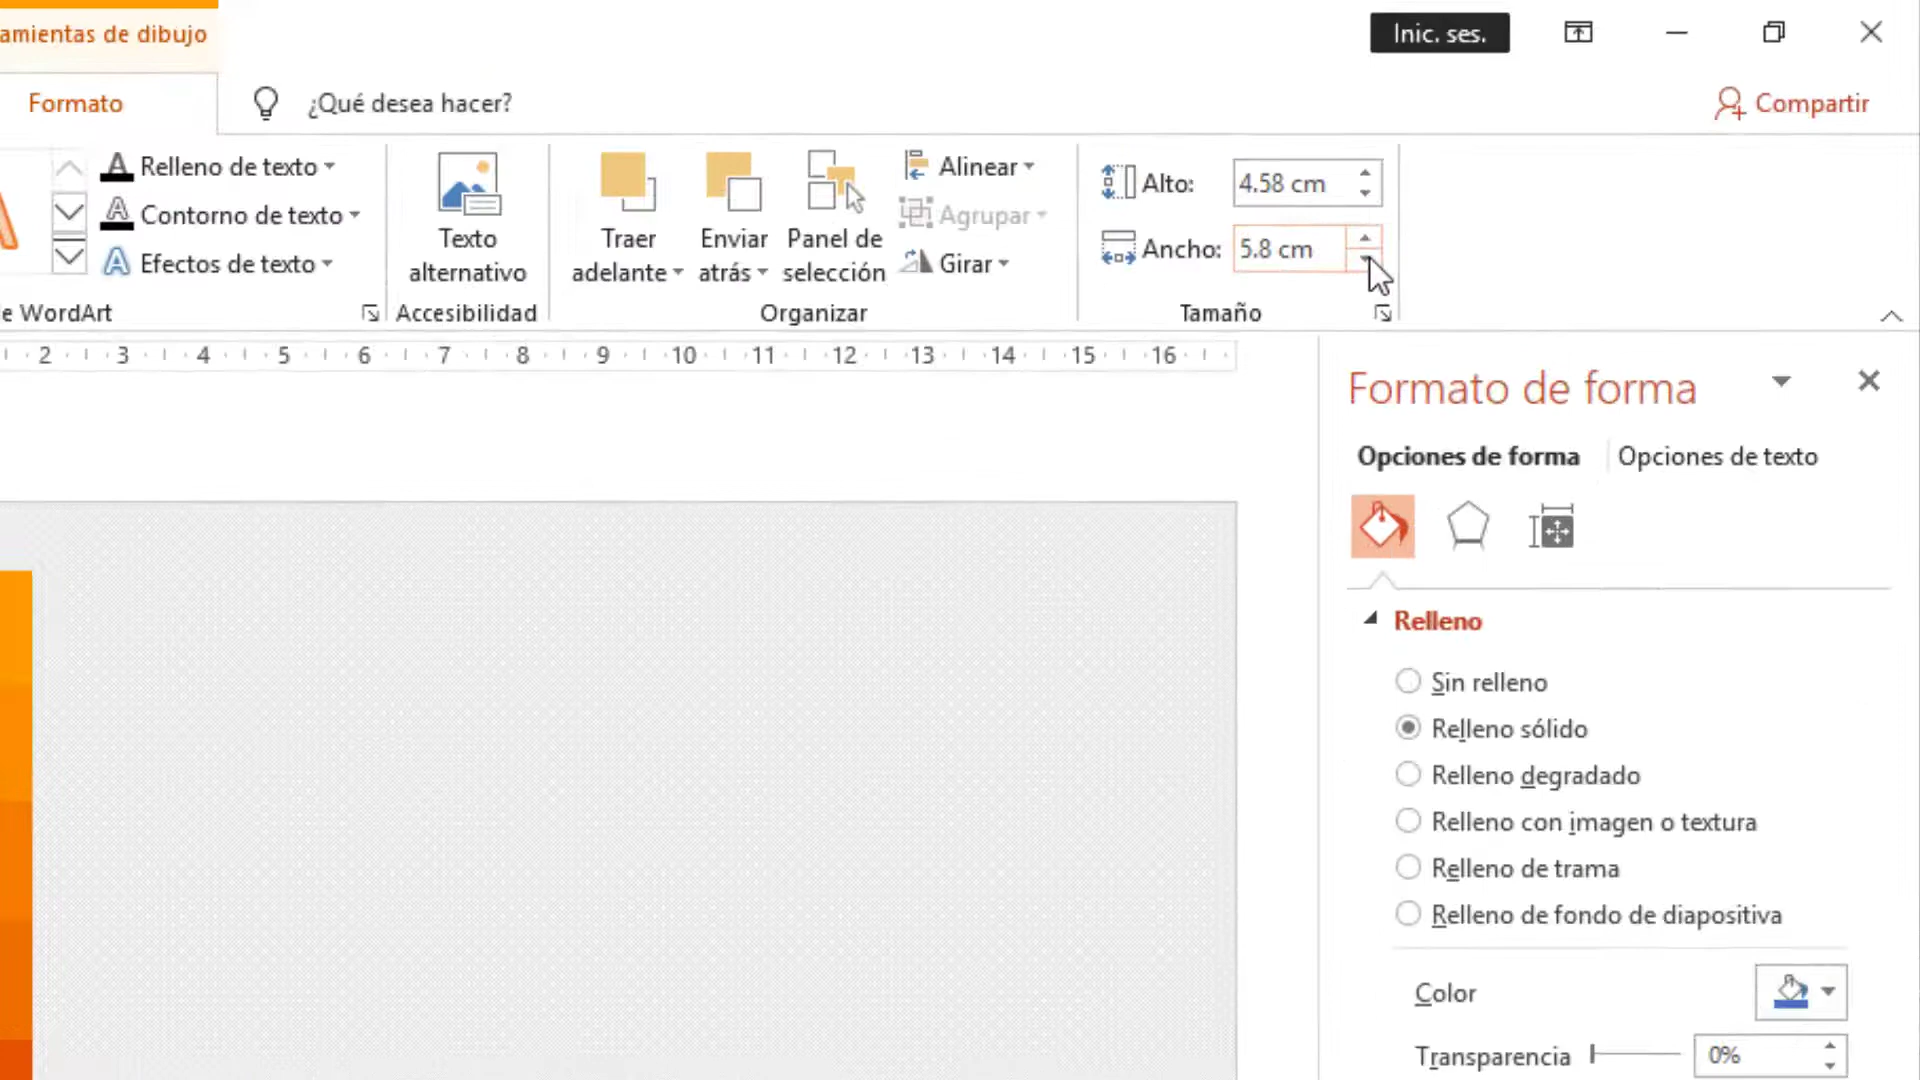 amientas de dibujo
Inic. ses.
Formato
¿Qué desea hacer?
Compartir
Relleno de texto
Contorno de texto
Efectos de texto
e WordArt
Texto
alternativo
Accesibilidad
Traer
adelante
Enviar
atrás
Panel de
selección
Alinear
Agrupar
Girar
Organizar
Alto: 4.58 cm
Ancho: 5.8 cm
Tamaño
2 3 4 5 6 7 8 9 10 11 12 13 14 15 16
Formato de forma
Opciones de forma
Opciones de texto
Relleno
Sin relleno
Relleno sólido
Relleno degradado
Relleno con imagen o textura
Relleno de trama
Relleno de fondo de diapositiva
Color
Transparencia 0%